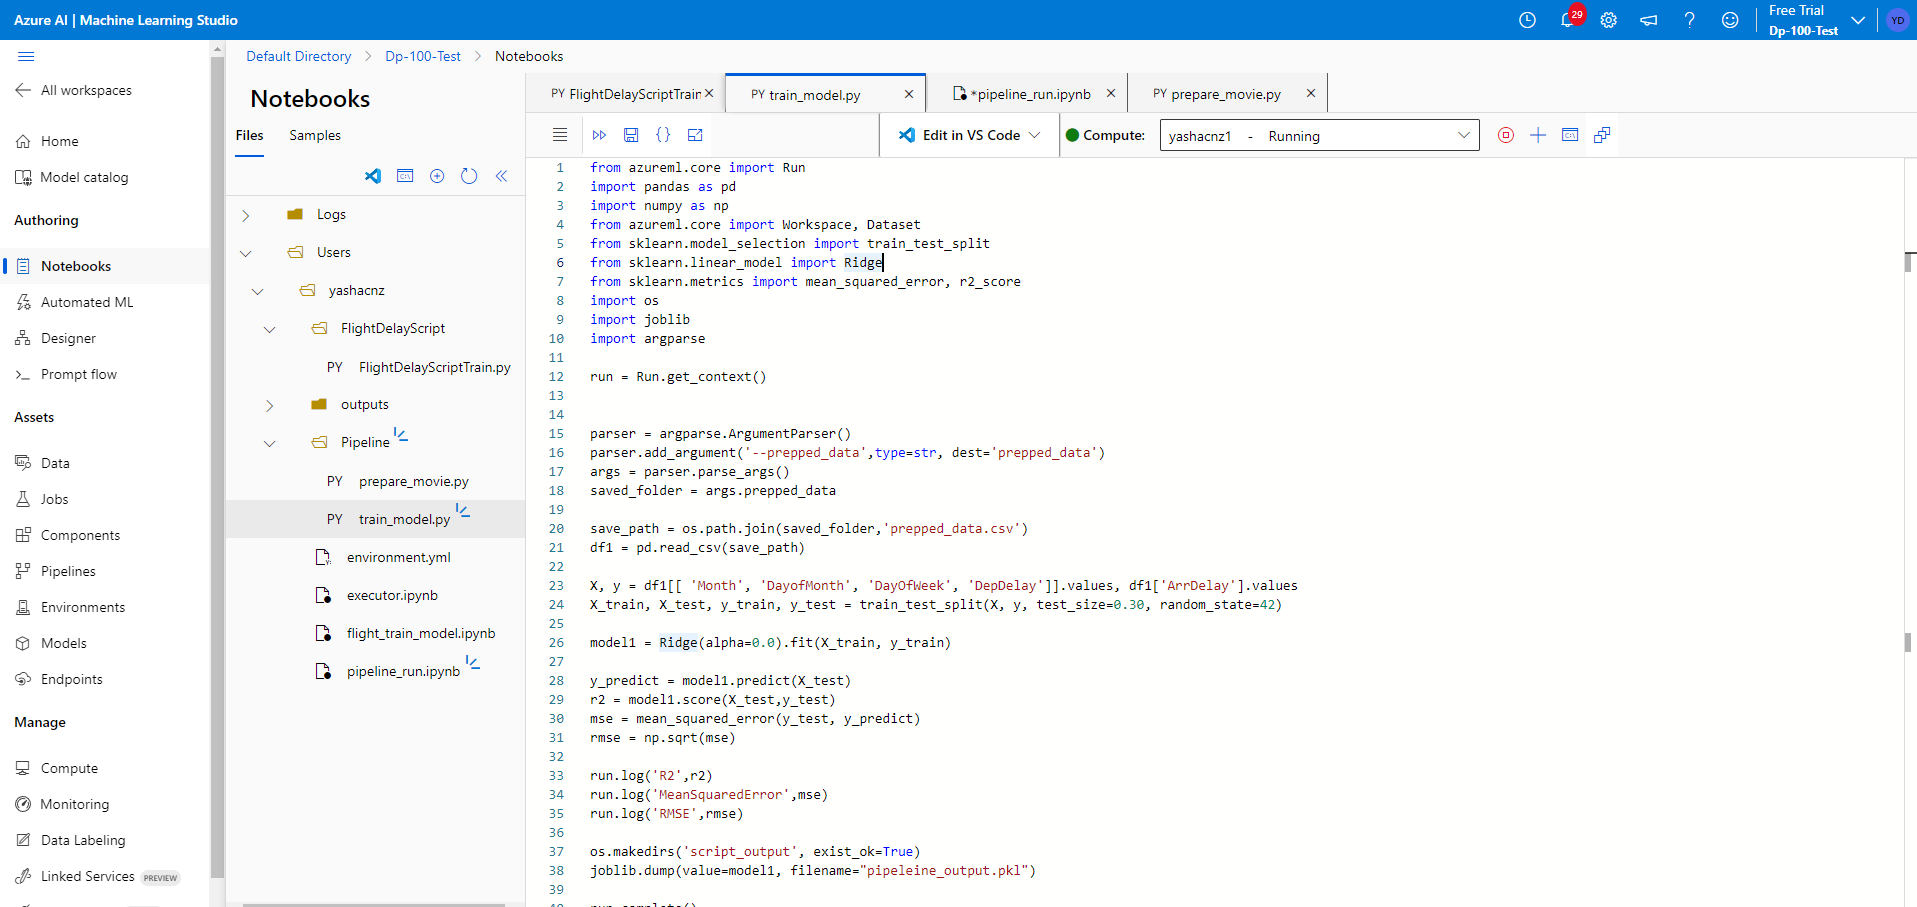 Azure AI | Machine Learning Studio
29
Free Trial
Dp-100-Test
YD
All workspaces
Home
Model catalog
Authoring
Notebooks
Automated ML
Designer
Prompt flow
Assets
Data
Jobs
Components
Pipelines
Environments
Models
Endpoints
Manage
Compute
Monitoring
Data Labeling
Linked Services PREVIEW
Default Directory > Dp-100-Test > Notebooks
Notebooks
Files Samples
Logs
Users
yashacnz
FlightDelayScript
PY FlightDelayScriptTrain.py
outputs
Pipeline
PY prepare_movie.py
PY train_model.py
environment.yml
executor.ipynb
flight_train_model.ipynb
pipeline_run.ipynb
PY FlightDelayScriptTrain
PY train_model.py
*pipeline_run.ipynb
PY prepare_movie.py
Edit in VS Code
Compute: yashacnz1 - Running
1 from azureml.core import Run
2 import pandas as pd
3 import numpy as np
4 from azureml.core import Workspace, Dataset
5 from sklearn.model_selection import train_test_split
6 from sklearn.linear_model import Ridge
7 from sklearn.metrics import mean_squared_error, r2_score
8 import os
9 import joblib
10 import argparse
11
12 run = Run.get_context()
13
14
15 parser = argparse.ArgumentParser()
16 parser.add_argument('--prepped_data',type=str, dest='prepped_data')
17 args = parser.parse_args()
18 saved_folder = args.prepped_data
19
20 save_path = os.path.join(saved_folder,'prepped_data.csv')
21 df1 = pd.read_csv(save_path)
22
23 X, y = df1[[ 'Month', 'DayofMonth', 'DayOfWeek', 'DepDelay']].values, df1['ArrDelay'].values
24 X_train, X_test, y_train, y_test = train_test_split(X, y, test_size=0.30, random_state=42)
25
26 model1 = Ridge(alpha=0.0).fit(X_train, y_train)
27
28 y_predict = model1.predict(X_test)
29 r2 = model1.score(X_test,y_test)
30 mse = mean_squared_error(y_test, y_predict)
31 rmse = np.sqrt(mse)
32
33 run.log('R2',r2)
34 run.log('MeanSquaredError',mse)
35 run.log('RMSE',rmse)
36
37 os.makedirs('script_output', exist_ok=True)
38 joblib.dump(value=model1, filename="pipeleine_output.pkl")
39